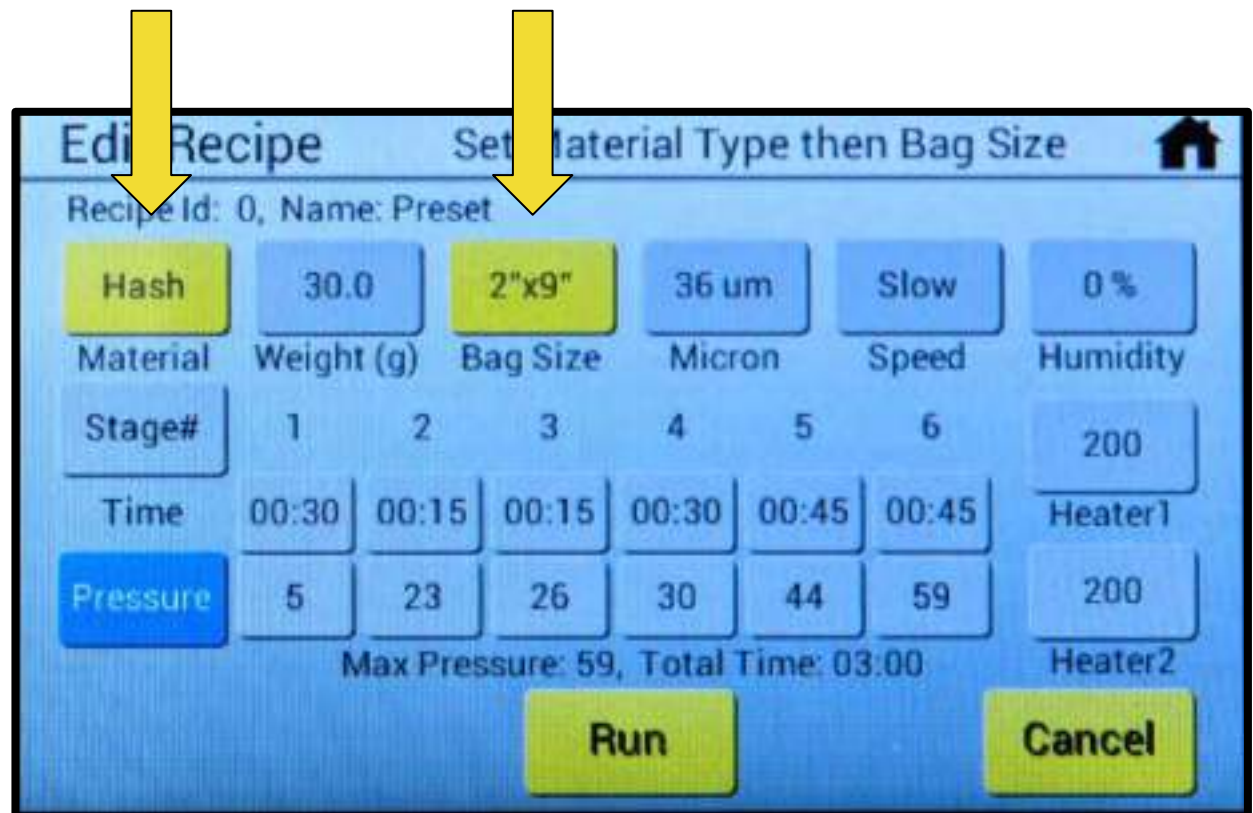 Edit Recipe Set Material Type then Bag Size
Recipe Id: 0, Name: Preset
Hash 30.0 2"x9" 36 um Slow 0 %
Material Weight (g) Bag Size Micron Speed Humidity
Stage# 1 2 3 4 5 6 200
Time 00:30 00:15 00:15 00:30 00:45 00:45 Heater1
Pressure 5 23 26 30 44 59 200
Max Pressure: 59, Total Time: 03:00 Heater2
Run Cancel